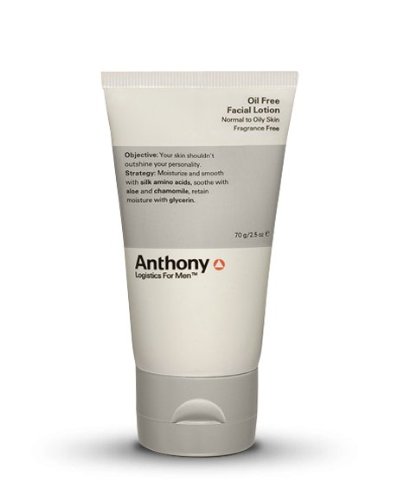 Oil Free
Facial Lotion
Normal to Oily Skin
Fragrance Free
Objective: Your skin shouldn't
outshine your personality.
Strategy: Moisturize and smooth
with silk amino acids, soothe with
aloe and chamomile, retain
moisture with glycerin.
70 g/2.5 oz ℮
Anthony
Logistics For Men™